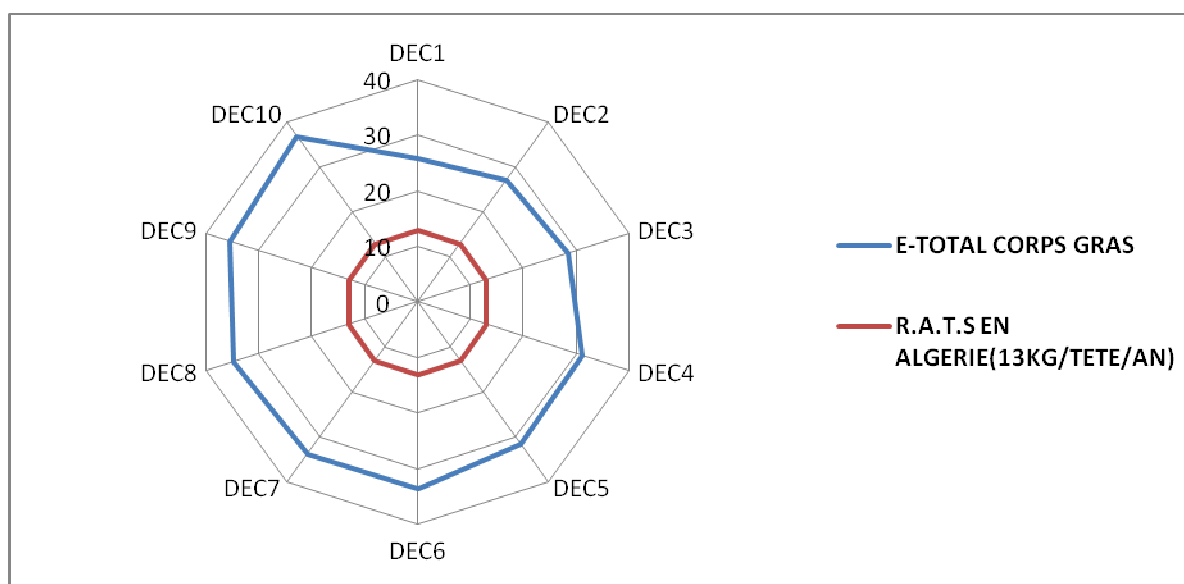 DEC1
40
DEC10
DEC2
30
20
DEC9
DEC3
10
0
DEC8
DEC4
DEC7
DEC5
DEC6
E-TOTAL CORPS GRAS
R.A.T.S EN
ALGERIE(13KG/TETE/AN)